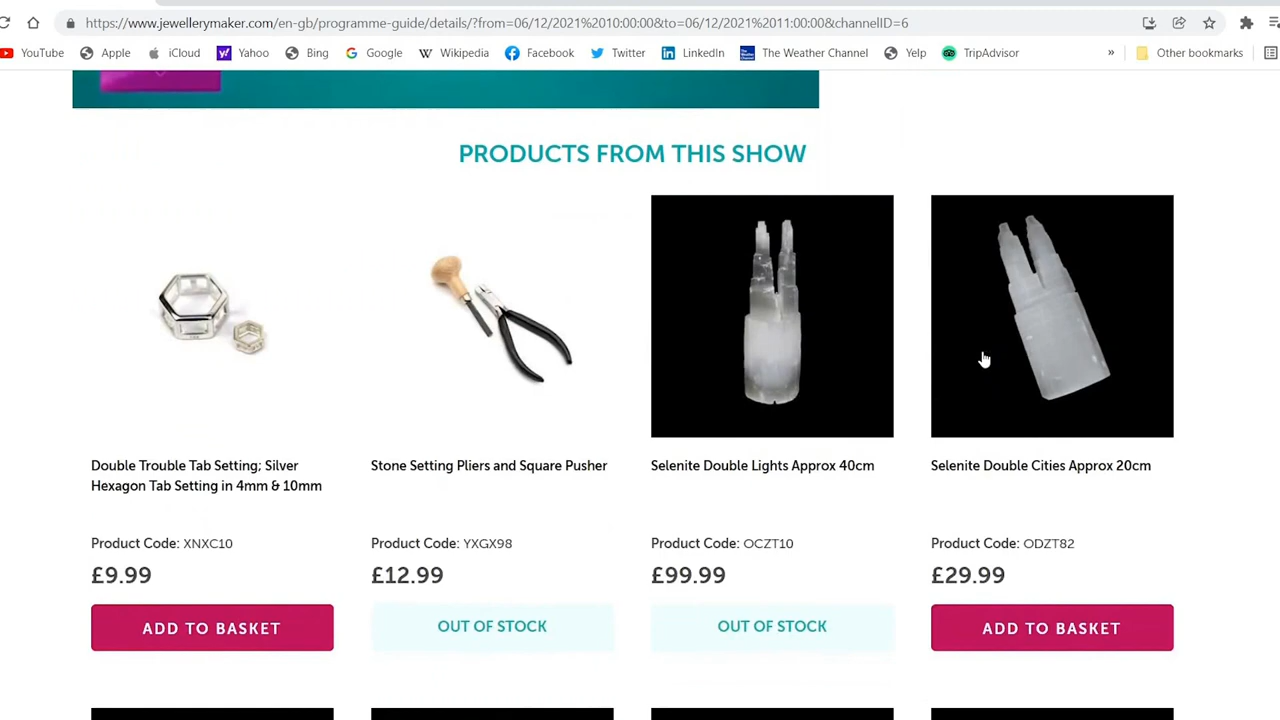 https://www.jewellerymaker.com/en-gb/programme-guide/details/?from=06/12/2021%2010:00:00&to=06/12/2021%2011:00:00&channelID=6
YouTube Apple iCloud Yahoo Bing Google Wikipedia Facebook Twitter LinkedIn The Weather Channel Yelp TripAdvisor » Other bookmarks
PRODUCTS FROM THIS SHOW
Double Trouble Tab Setting; Silver
Hexagon Tab Setting in 4mm & 10mm
Product Code: XNXC10
£9.99
ADD TO BASKET
Stone Setting Pliers and Square Pusher
Product Code: YXGX98
£12.99
OUT OF STOCK
Selenite Double Lights Approx 40cm
Product Code: OCZT10
£99.99
OUT OF STOCK
Selenite Double Cities Approx 20cm
Product Code: ODZT82
£29.99
ADD TO BASKET